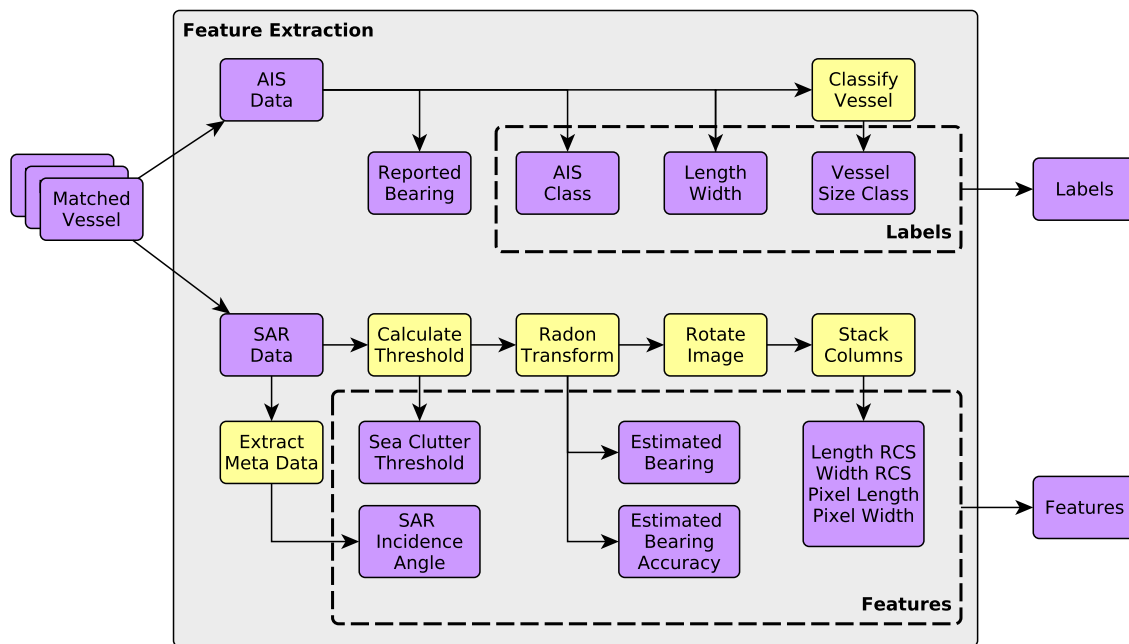 Feature Extraction
AIS
Data
Classify
Vessel
Matched
Vessel
Reported
Bearing
AIS
Class
Length
Width
Vessel
Size Class
Labels
Labels
SAR
Data
Calculate
Threshold
Radon
Transform
Rotate
Image
Stack
Columns
Extract
Meta Data
Sea Clutter
Threshold
Estimated
Bearing
Length RCS
Width RCS
Pixel Length
Pixel Width
SAR
Incidence
Angle
Estimated
Bearing
Accuracy
Features
Features